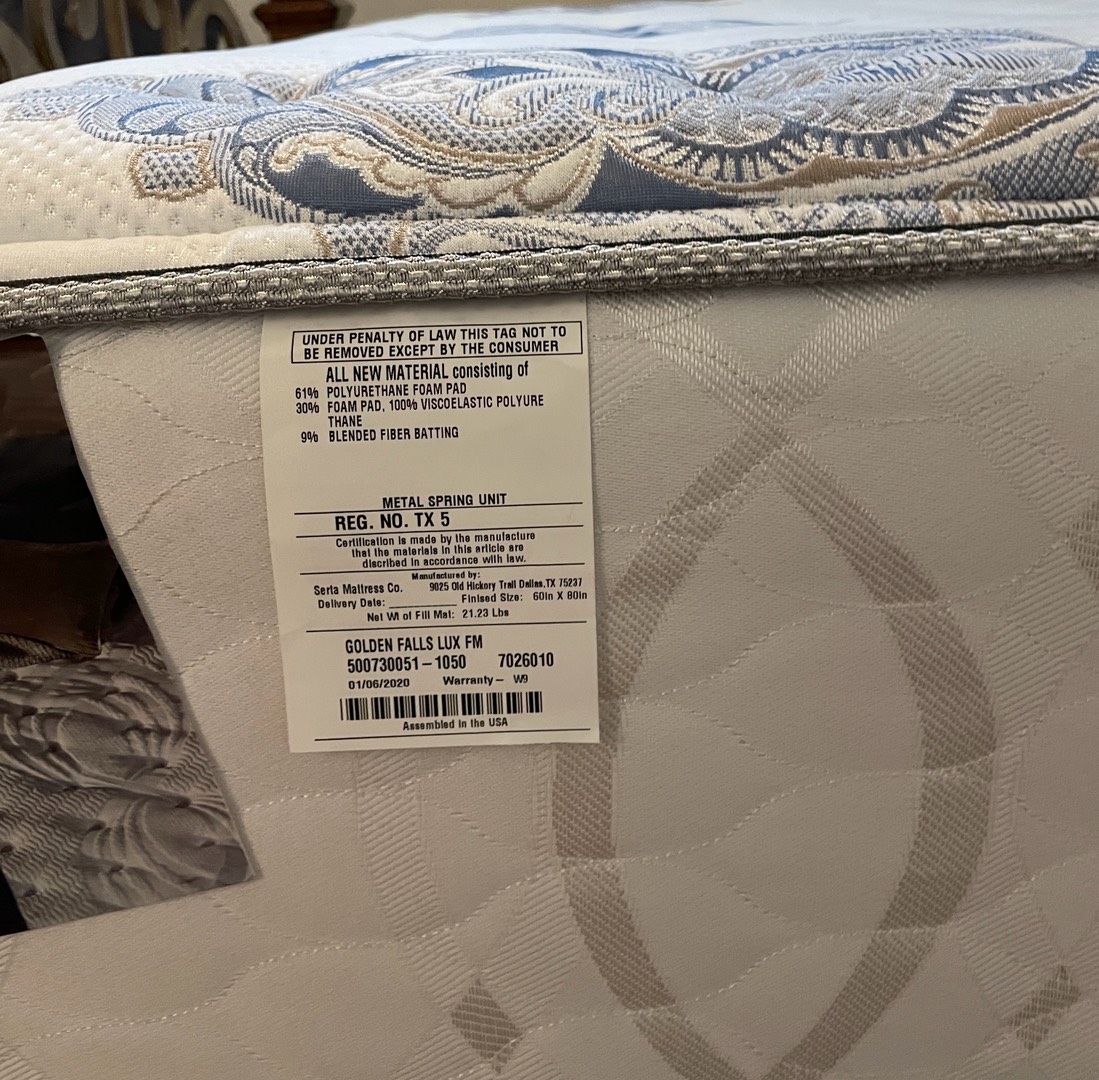 UNDER PENALTY OF LAW THIS TAG NOT TO
BE REMOVED EXCEPT BY THE CONSUMER
ALL NEW MATERIAL consisting of
61% POLYURETHANE FOAM PAD
30% FOAM PAD, 100% VISCOELASTIC POLYURE
THANE
9% BLENDED FIBER BATTING
METAL SPRING UNIT
REG. NO. TX 5
Certification is made by the manufacture
that the materials in this article are
discribed in accordance with law.
Manufactured by:
Serta Mattress Co. 9025 Old Hickory Trail Dallas,TX 75237
Delivery Date: Finised Size: 60in X 80in
Net Wt of Fill Mat: 21.23 Lbs
GOLDEN FALLS LUX FM
500730051-1050 7026010
01/06/2020 Warranty- W9
Assembled in the USA